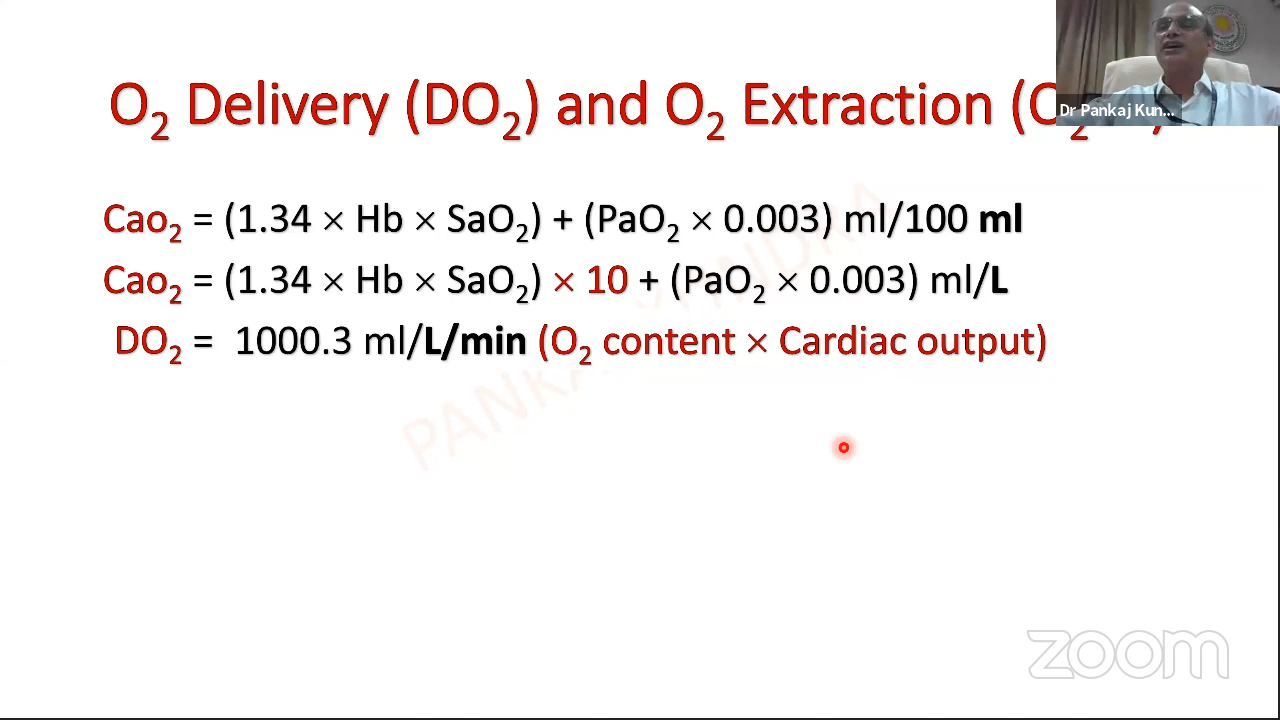 O₂ Delivery (DO₂) and O₂ Extraction (O₂
Dr Pankaj Kun...
Cao₂ = (1.34 × Hb × SaO₂) + (PaO₂ × 0.003) ml/100 ml
Cao₂ = (1.34 × Hb × SaO₂) × 10 + (PaO₂ × 0.003) ml/L
DO₂ = 1000.3 ml/L/min (O₂ content × Cardiac output)
zoom